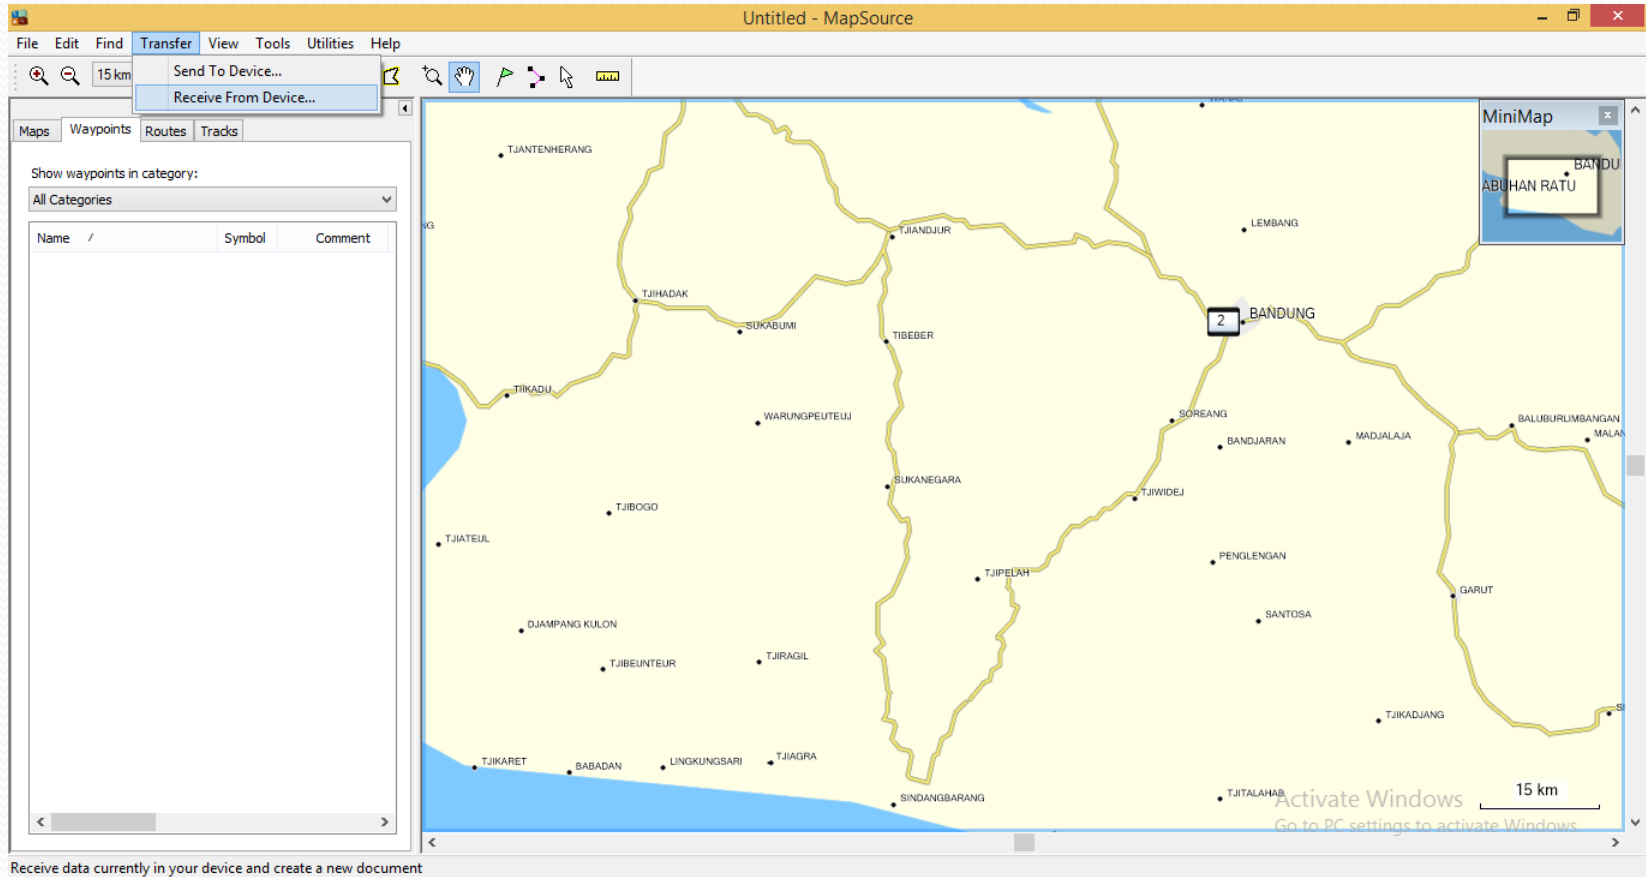 Untitled - MapSource
File Edit Find Transfer View Tools Utilities Help
15 km
Send To Device...
Receive From Device...
Maps Waypoints Routes Tracks
Show waypoints in category:
All Categories
Name / Symbol Comment
MiniMap
BANDU
ABUHAN RATU
TJANTENHERANG
NG
TJIANDJUR
LEMBANG
TJIHADAK
SUKABUMI
TIBEBER
2
BANDUNG
TIIKADU
WARUNGPEUTEUJ
SOREANG
BANDJARAN
MADJALAJA
BALUBURLIMBANGAN
MALAN
SUKANEGARA
TJIWIDEJ
TJIBOGO
TJIATEUL
TJIPELAH
PENGLENGAN
GARUT
SANTOSA
DJAMPANG KULON
TJIBEUNTEUR
TJIRAGIL
TJIKADJANG
TJIKARET
BABADAN
LINGKUNGSARI
TJIAGRA
SINDANGBARANG
TJITALAHAB
15 km
Activate Windows
Go to PC settings to activate Windows.
Receive data currently in your device and create a new document